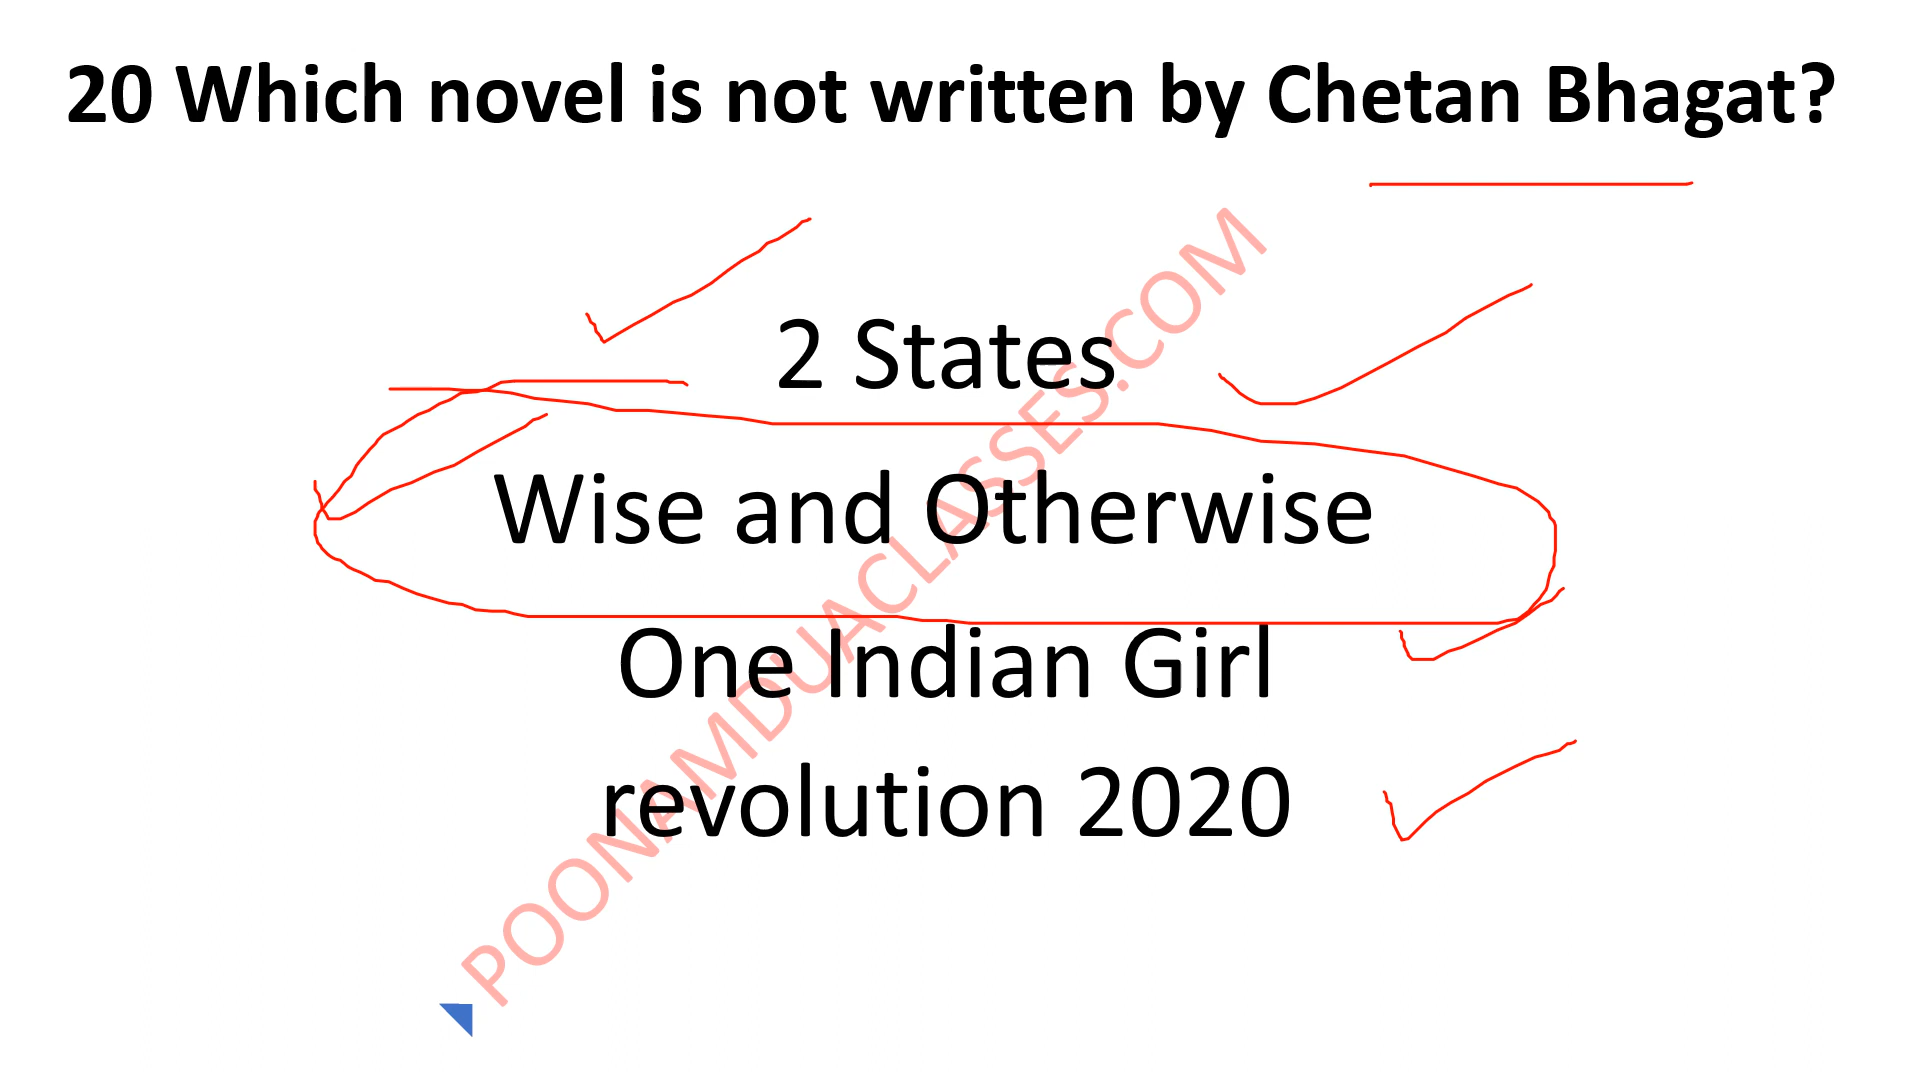 20 Which novel is not written by Chetan Bhagat?
2 States
Wise and Otherwise
One Indian Girl
revolution 2020
POONAMDUACLASSES.COM